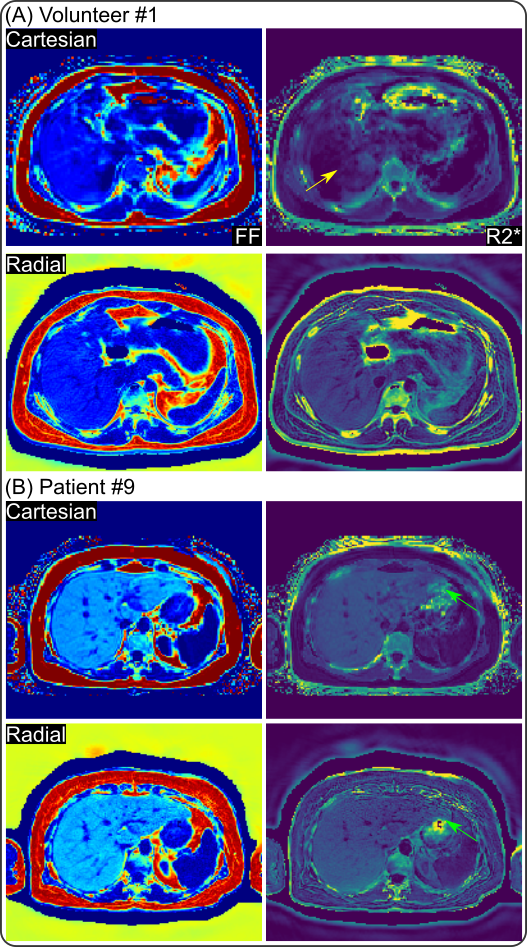 (A) Volunteer #1
Cartesian
FF
R2*
Radial
(B) Patient #9
Cartesian
Radial